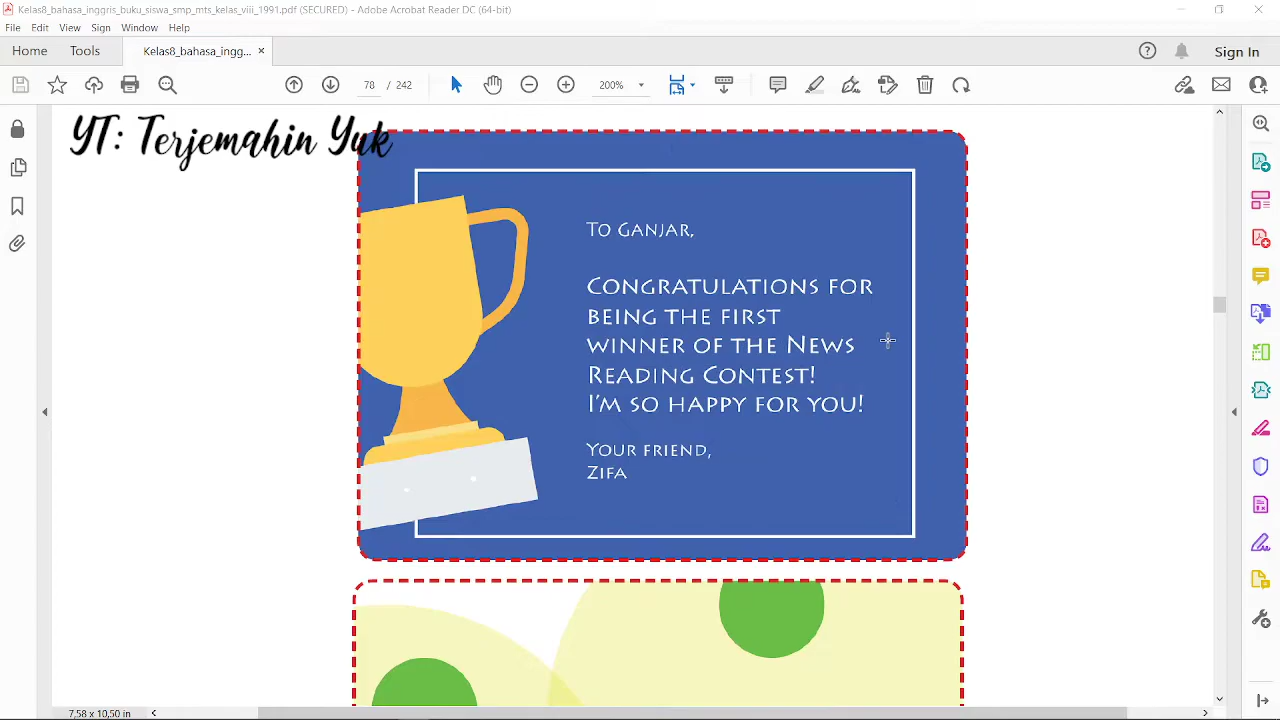 Kelas8_bahasa_inggris_buku_siswa_smp_mts_kelas_viii_1991.pdf (SECURED) - Adobe Acrobat Reader DC (64-bit)
File Edit View Sign Window Help
Home Tools Kelas8_bahasa_ingg... × Sign In
78 / 242 200%
YT: Terjemahin Yuk
To Ganjar,
Congratulations for
being the first
winner of the News
Reading Contest!
I'm so happy for you!
Your friend,
Zifa
7,58 x 10,50 in